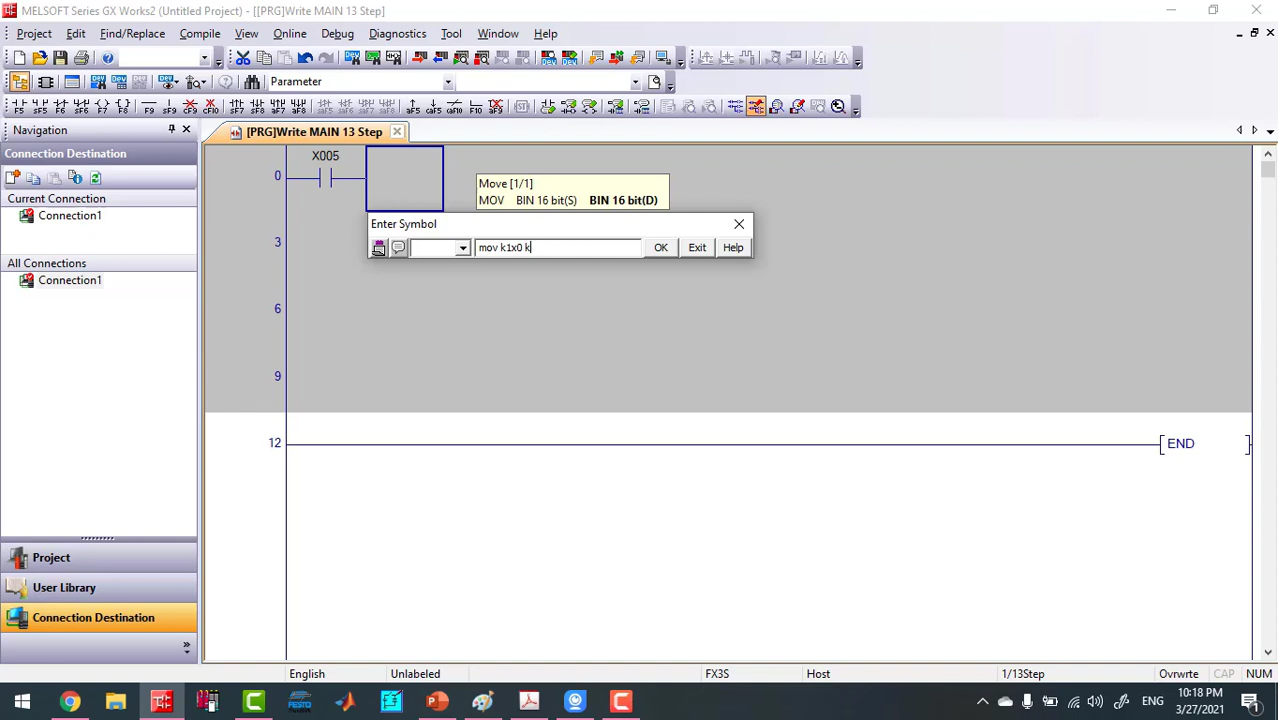 MELSOFT Series GX Works2 (Untitled Project) - [[PRG]Write MAIN 13 Step]
Project Edit Find/Replace Compile View Online Debug Diagnostics Tool Window Help
Parameter
Navigation
[PRG]Write MAIN 13 Step
Connection Destination
Current Connection
Connection1
All Connections
Connection1
Project
User Library
Connection Destination
X005
0
Move [1/1]
MOV BIN 16 bit(S) BIN 16 bit(D)
Enter Symbol
mov k1x0 k OK Exit Help
3
6
9
12 END
English Unlabeled FX3S Host 1/13Step Ovrwrte CAP NUM
ENG
10:18 PM
3/27/2021